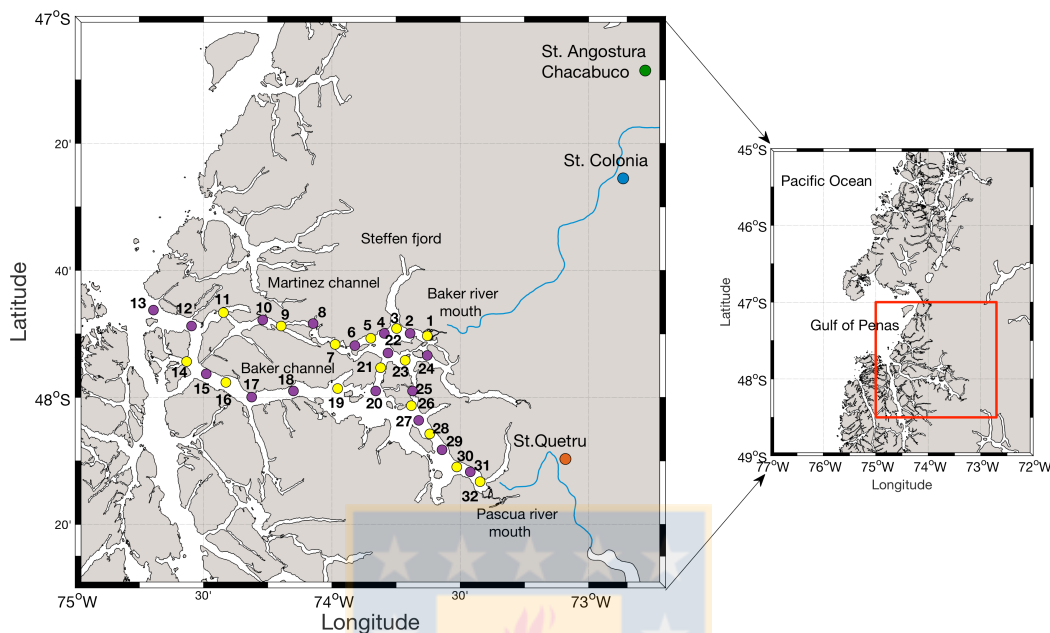 47°S
20'
40'
48°S
20'
Latitude
75°W
30'
74°W
30'
73°W
Longitude
St. Angostura
Chacabuco
St. Colonia
Steffen fjord
Martinez channel
Baker river
mouth
13
12
11
10
9
8
7
6
5
4
3
2
1
22
21
23
24
14
15
16
17
18
Baker channel
19
20
25
26
27
28
29
30
31
32
St.Quetru
Pascua river
mouth
45°S
46°S
47°S
48°S
49°S
Latitude
Pacific Ocean
Gulf of Penas
77°W
76°W
75°W
74°W
73°W
72°W
Longitude